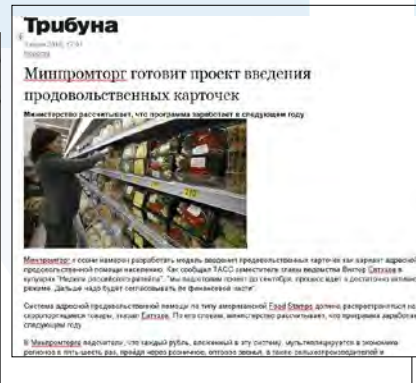 Трибуна
Новости
Минпромторг готовит проект введения
продовольственных карточек
Министерство рассчитывает, что программа заработает в следующем году
Минпромторг к осени намерен разработать модель введения продовольственных карточек как вариант адресной
продовольственной помощи населению. Как сообщил ТАСС заместитель главы ведомства Виктор Евтухов в
кулуарах "Недели российского ритейла", "мы подготовим проект до сентября, процесс идет в достаточно активном
режиме. Дальше надо будет согласовывать по финансовой части".
Система адресной продовольственной помощи по типу американской Food Stamps должна распространяться на
скоропортящиеся товары, указал Евтухов. По его словам, министерство рассчитывает, что программа заработает
следующем году
В Минпромторге подсчитали, что каждый рубль, вложенный в эту систему, мультиплицируется в экономике
регионов в пять-шесть раз, пройдя через розничное, оптовое звенья, а также сельхозпроизводителей и